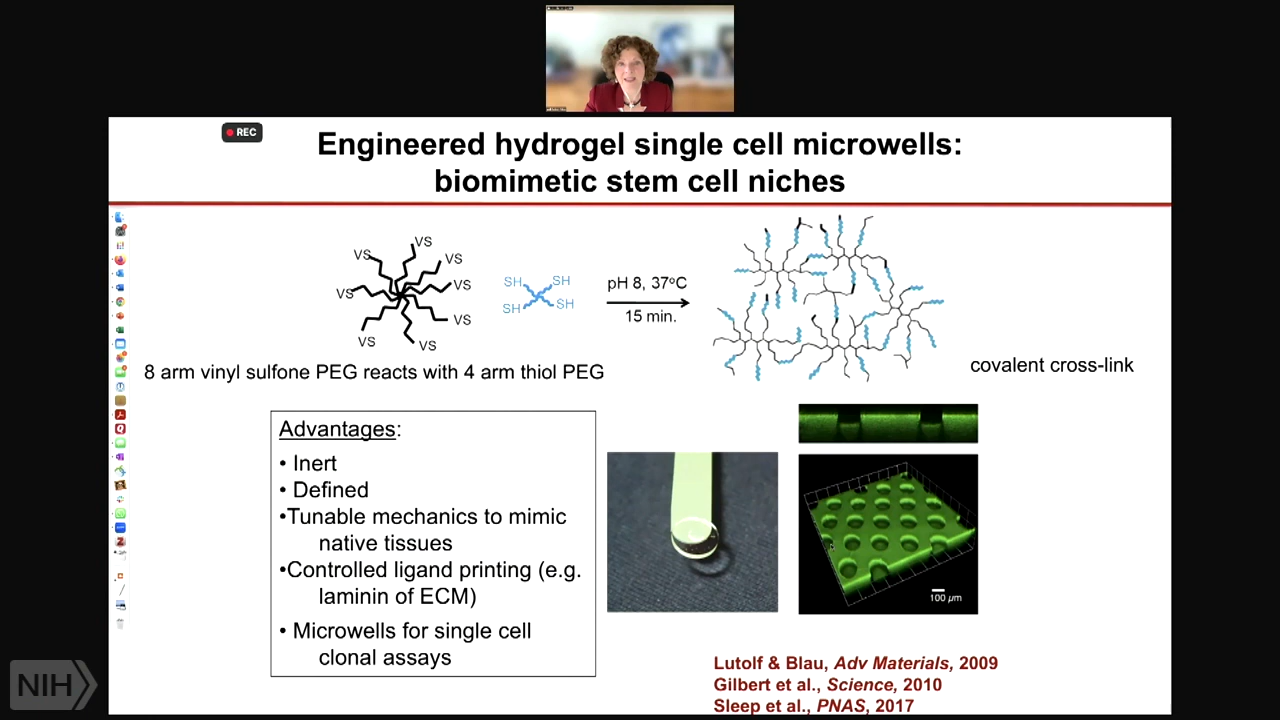 REC
Engineered hydrogel single cell microwells:
biomimetic stem cell niches
VS
VS
VS
VS
VS
VS
VS
VS
SH
SH
SH
SH
pH 8, 37ºC
15 min.
8 arm vinyl sulfone PEG reacts with 4 arm thiol PEG
covalent cross-link
Advantages:
• Inert
• Defined
•Tunable mechanics to mimic
native tissues
•Controlled ligand printing (e.g.
laminin of ECM)
• Microwells for single cell
clonal assays
100 µm
Lutolf & Blau, Adv Materials, 2009
Gilbert et al., Science, 2010
Sleep et al., PNAS, 2017
NIH